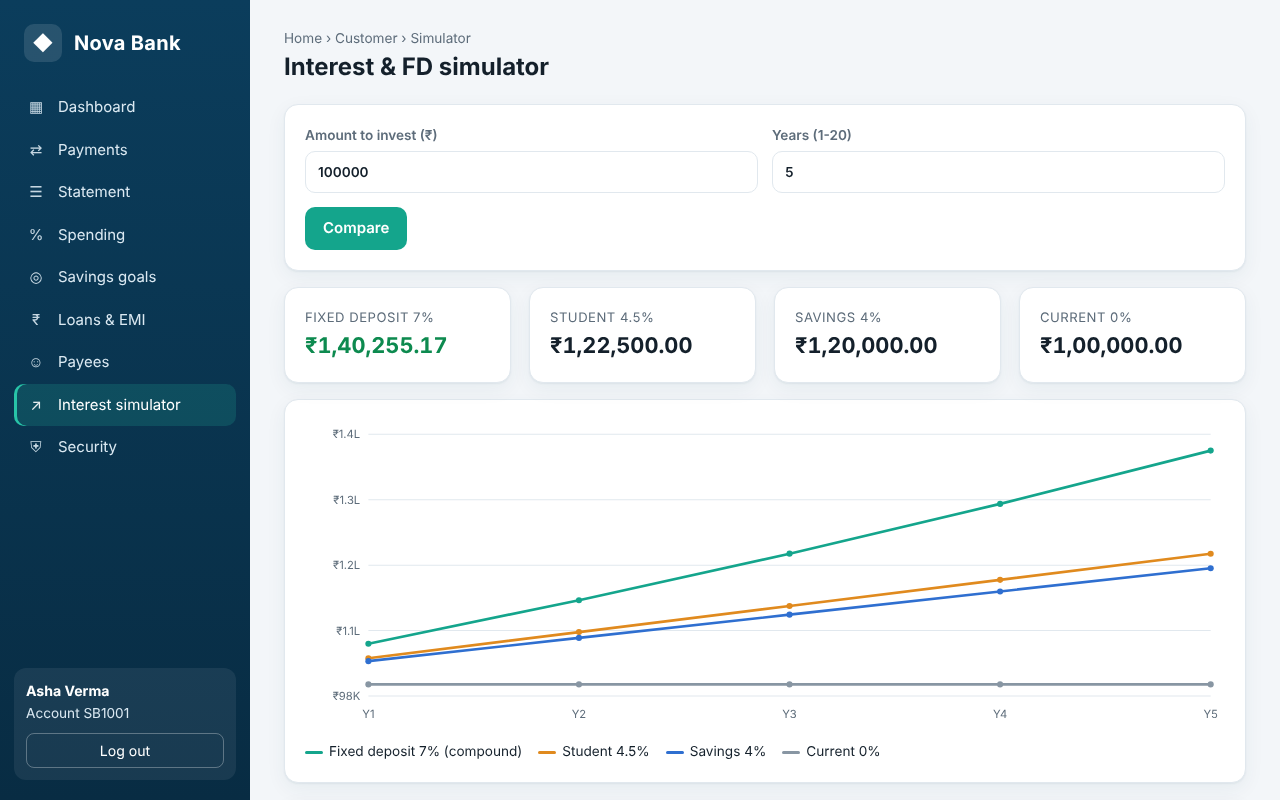 Nova Bank
Dashboard
Payments
Statement
% Spending
Savings goals
₹ Loans & EMI
Payees
Interest simulator
Security
Asha Verma
Account SB1001
Log out
Home › Customer › Simulator
Interest & FD simulator
Amount to invest (₹)
100000
Years (1-20)
5
Compare
FIXED DEPOSIT 7%
₹1,40,255.17
STUDENT 4.5%
₹1,22,500.00
SAVINGS 4%
₹1,20,000.00
CURRENT 0%
₹1,00,000.00
₹1.4L
₹1.3L
₹1.2L
₹1.1L
₹98K
Y1 Y2 Y3 Y4 Y5
Fixed deposit 7% (compound) Student 4.5% Savings 4% Current 0%